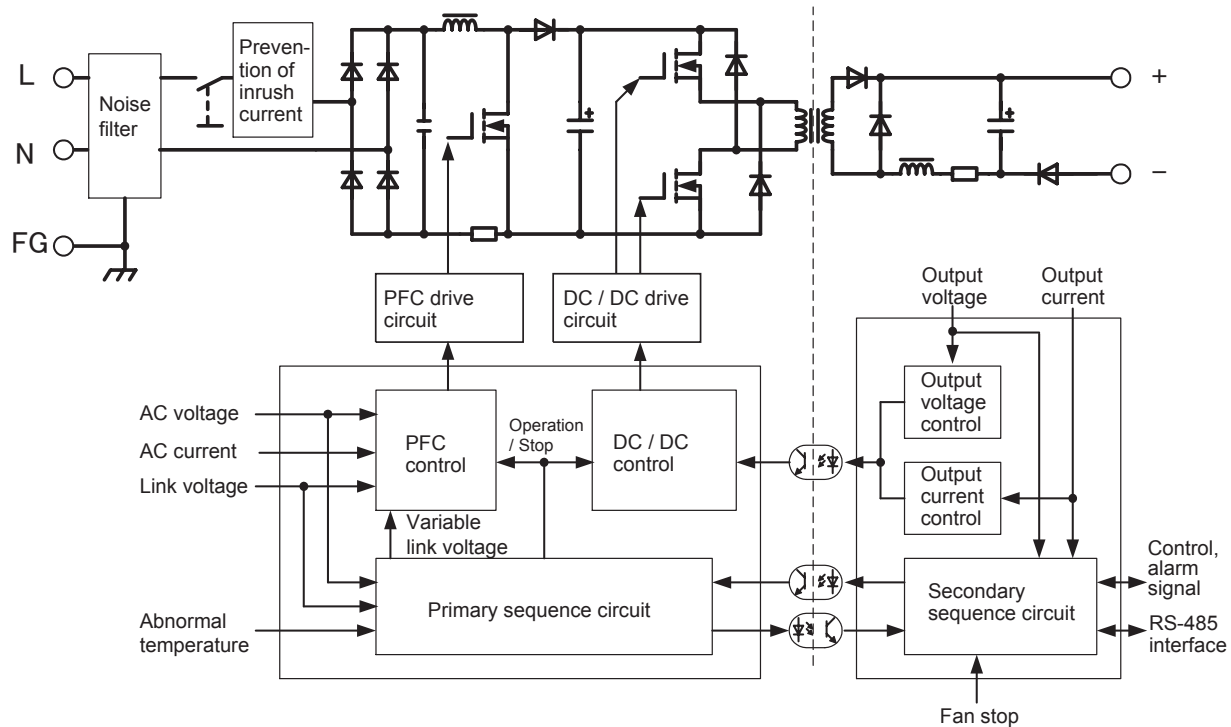 L
N
FG
Noise
filter
Preven-
tion of
inrush
current
+
+
+
+
−
PFC drive
circuit
DC / DC drive
circuit
Output
voltage
Output
current
AC voltage
AC current
Link voltage
PFC
control
Operation
/ Stop
DC / DC
control
Output
voltage
control
Output
current
control
Variable
link voltage
Abnormal
temperature
Primary sequence circuit
Secondary
sequence circuit
Control,
alarm
signal
RS-485
interface
Fan stop